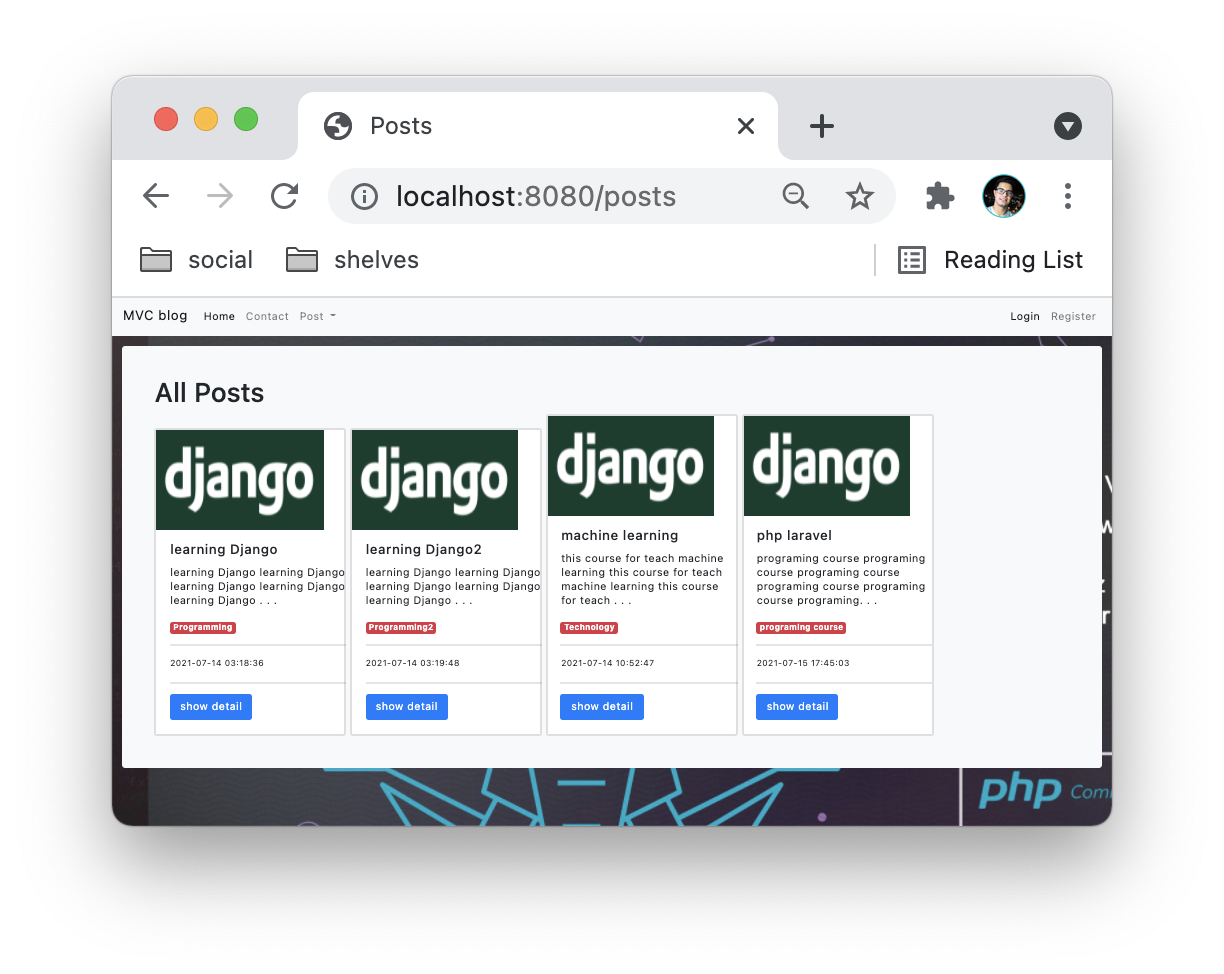 Posts
localhost:8080/posts
social
shelves
Reading List
MVC blog
Home
Contact
Post
Login
Register
All Posts
django
learning Django
learning Django learning Django
learning Django learning Django
learning Django . . .
Programming
2021-07-14 03:18:36
show detail
django
learning Django2
learning Django learning Django
learning Django learning Django
learning Django . . .
Programming2
2021-07-14 03:19:48
show detail
django
machine learning
this course for teach machine
learning this course for teach
machine learning this course
for teach . . .
Technology
2021-07-14 10:52:47
show detail
django
php laravel
programing course programing
course programing course
programing course programing
course programing. . .
programing course
2021-07-15 17:45:03
show detail
php